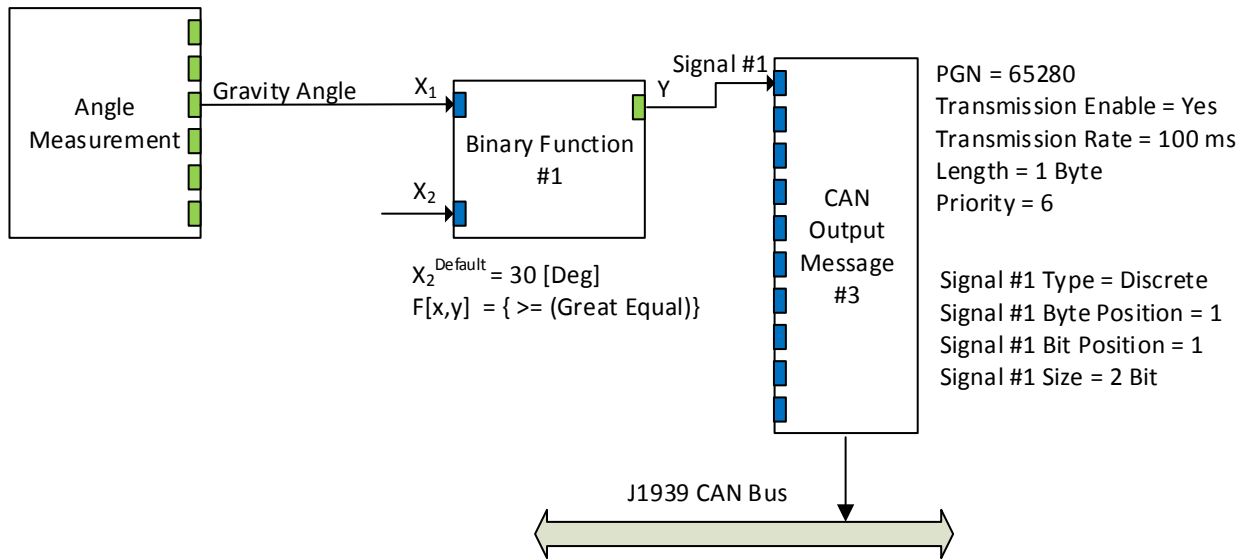 Angle
Measurement
Gravity Angle
X₁
X₂
Binary Function
#1
X₂ᴰᵉᶠᵃᵘˡᵗ = 30 [Deg]
F[x,y] = { >= (Great Equal)}
Signal #1
Y
CAN
Output
Message
#3
PGN = 65280
Transmission Enable = Yes
Transmission Rate = 100 ms
Length = 1 Byte
Priority = 6
Signal #1 Type = Discrete
Signal #1 Byte Position = 1
Signal #1 Bit Position = 1
Signal #1 Size = 2 Bit
J1939 CAN Bus